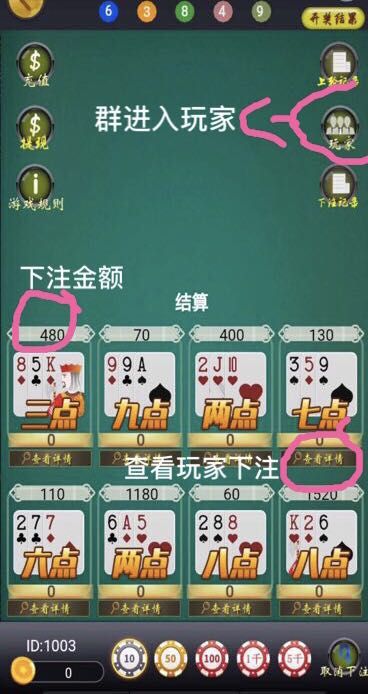 6 3 8 4 9
开奖结果
充值
上轮记录
群进入玩家
提现
玩家
游戏规则
下注记录
下注金额
结算
480 70 400 130
8 5 K 9 9 A 2 J 10 3 5 9
三点 九点 两点 七点
0 0 0 0
查看详情 查看详情 查看详情 查看详情
查看玩家下注
110 1180 60 1520
2 7 7 6 A 5 2 8 8 K 2 6
六点 两点 八点 八点
0 0 0 0
查看详情 查看详情 查看详情 查看详情
ID:1003
0
10 50 100 1千 5千
取消下注